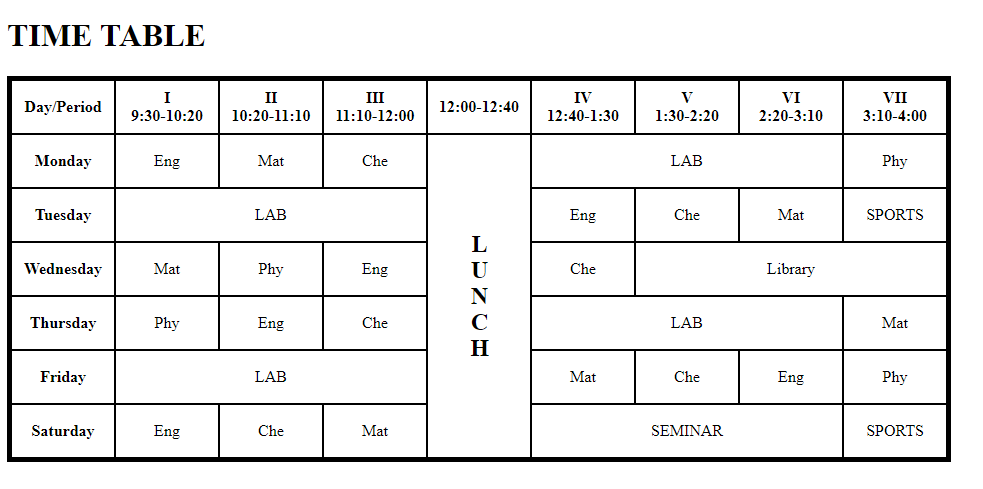 TIME TABLE
Day/Period I 9:30-10:20 II 10:20-11:10 III 11:10-12:00 12:00-12:40 IV 12:40-1:30 V 1:30-2:20 VI 2:20-3:10 VII 3:10-4:00
Monday Eng Mat Che LUNCH LAB Phy
Tuesday LAB Eng Che Mat SPORTS
Wednesday Mat Phy Eng Che Library
Thursday Phy Eng Che LAB Mat
Friday LAB Mat Che Eng Phy
Saturday Eng Che Mat SEMINAR SPORTS